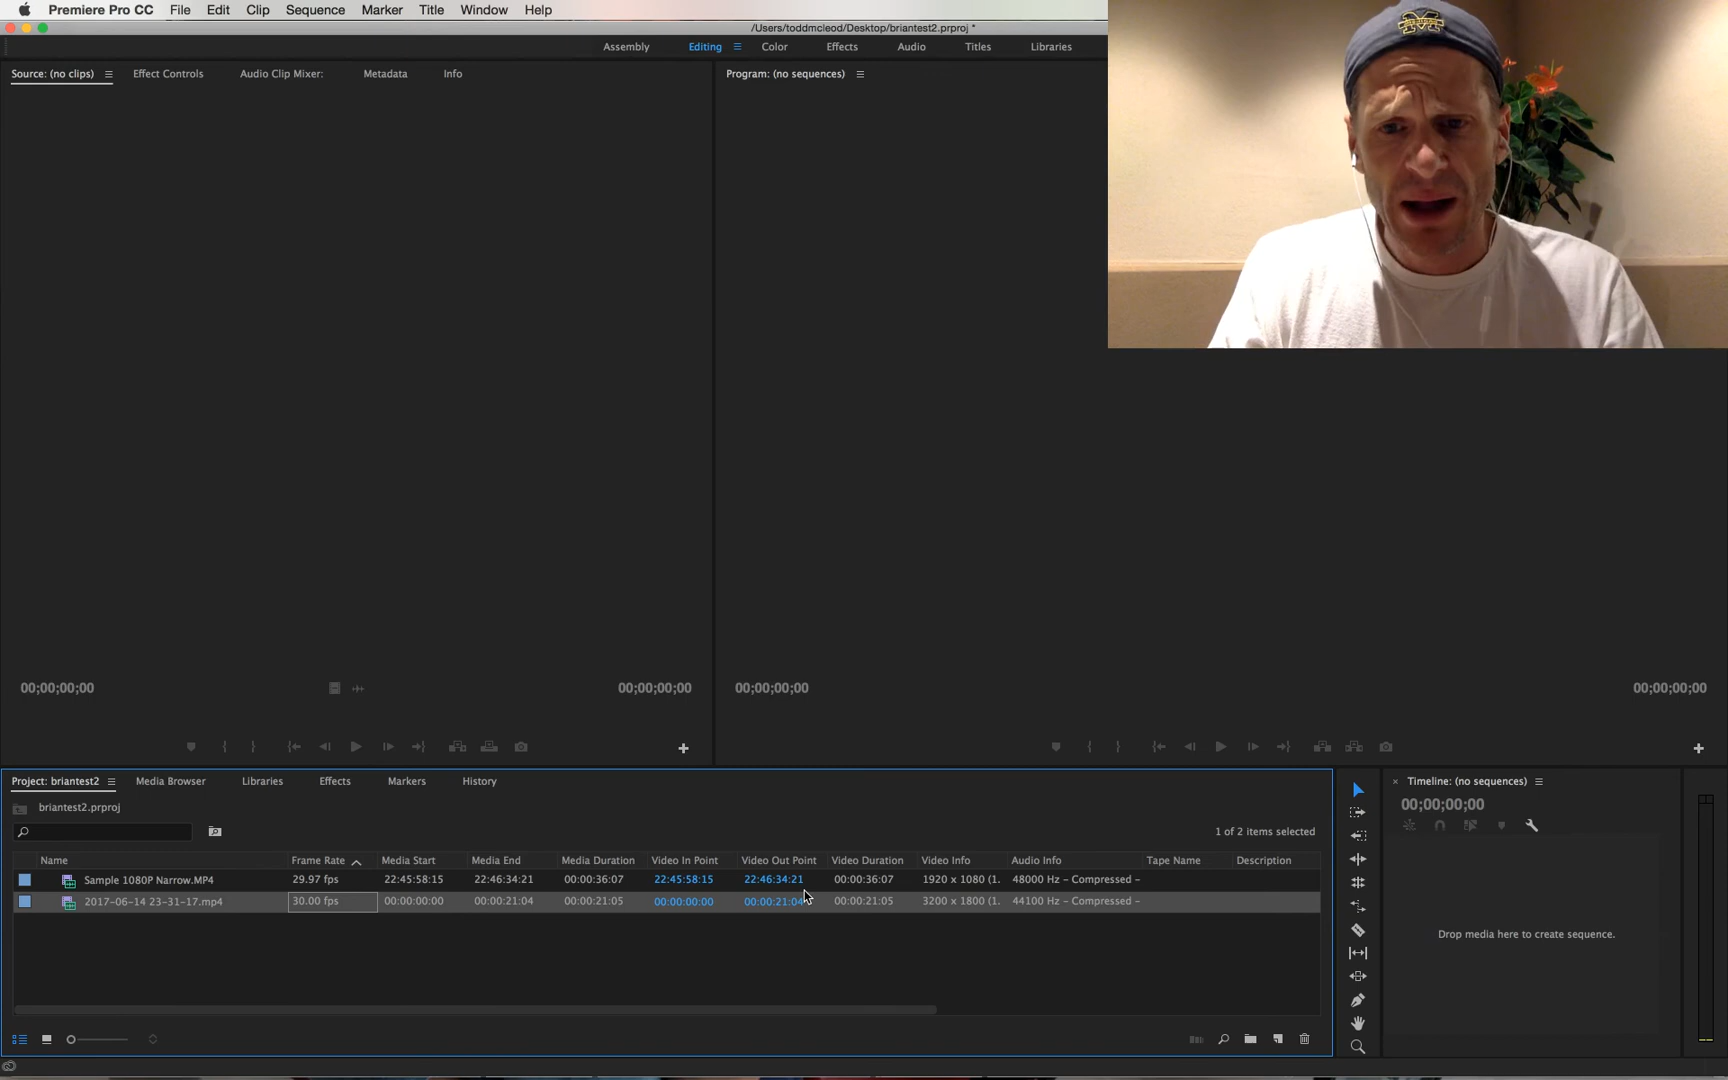 Premiere Pro CC File Edit Clip Sequence Marker Title Window Help
/Users/toddmcleod/Desktop/briantest2.prproj *
Assembly Editing Color Effects Audio Titles Libraries
Source: (no clips) Effect Controls Audio Clip Mixer: Metadata Info
Program: (no sequences)
00;00;00;00 00;00;00;00
00;00;00;00 00;00;00;00
Project: briantest2 Media Browser Libraries Effects Markers History
briantest2.prproj
1 of 2 items selected
Name Frame Rate Media Start Media End Media Duration Video In Point Video Out Point Video Duration Video Info Audio Info Tape Name Description
Sample 1080P Narrow.MP4 29.97 fps 22:45:58:15 22:46:34:21 00:00:36:07 22:45:58:15 22:46:34:21 00:00:36:07 1920 x 1080 (1. 48000 Hz – Compressed –
2017-06-14 23-31-17.mp4 30.00 fps 00:00:00:00 00:00:21:04 00:00:21:05 00:00:00:00 00:00:21:04 00:00:21:05 3200 x 1800 (1. 44100 Hz – Compressed –
Timeline: (no sequences)
00;00;00;00
Drop media here to create sequence.